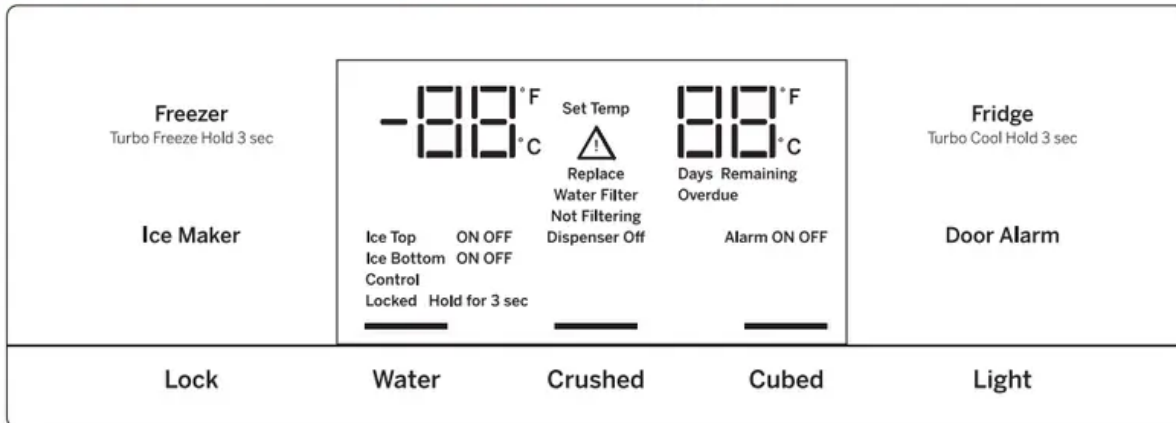 Freezer
Turbo Freeze Hold 3 sec
Ice Maker
-88°F
°C
Set Temp
!
Replace
Water Filter
Not Filtering
Dispenser Off
88°F
°C
Days Remaining
Overdue
Ice Top ON OFF
Ice Bottom ON OFF
Control
Locked Hold for 3 sec
Alarm ON OFF
Fridge
Turbo Cool Hold 3 sec
Door Alarm
Lock
Water
Crushed
Cubed
Light